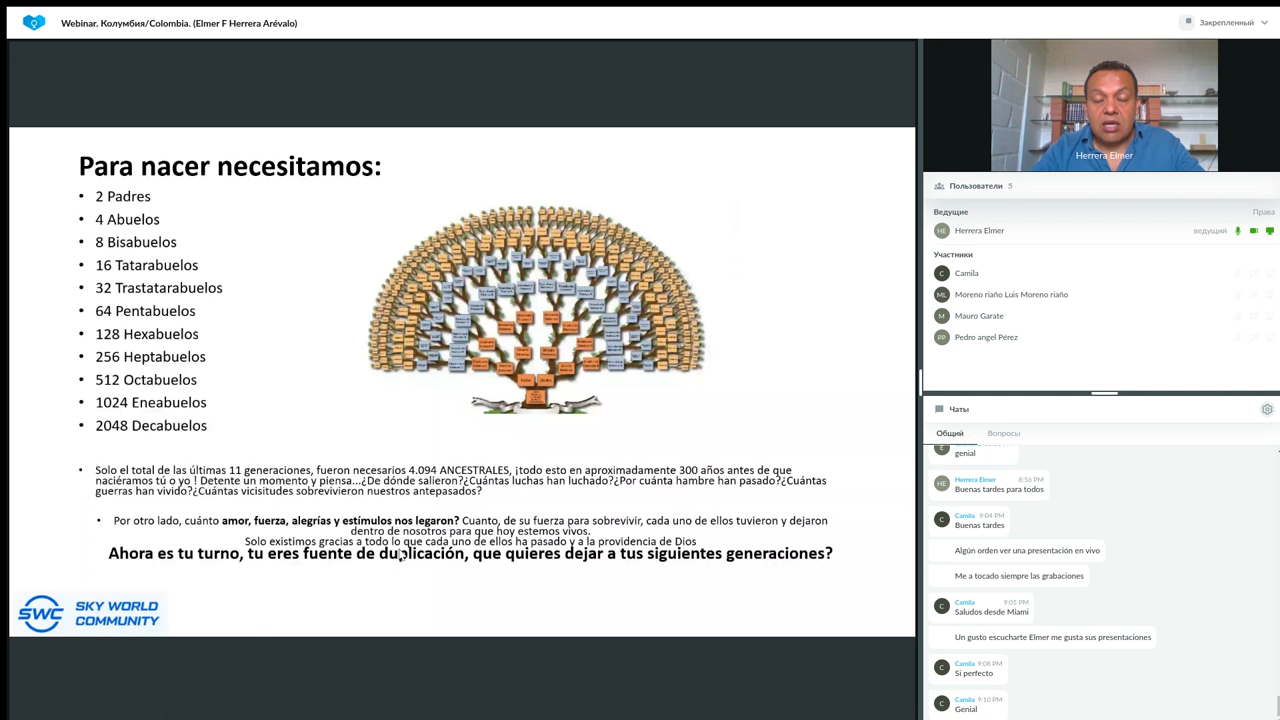 Webinar. Колумбия/Colombia. (Elmer F Herrera Arévalo)
Закрепленный
Para nacer necesitamos:
• 2 Padres
• 4 Abuelos
• 8 Bisabuelos
• 16 Tatarabuelos
• 32 Trastatarabuelos
• 64 Pentabuelos
• 128 Hexabuelos
• 256 Heptabuelos
• 512 Octabuelos
• 1024 Eneabuelos
• 2048 Decabuelos
• Solo el total de las últimas 11 generaciones, fueron necesarios 4.094 ANCESTRALES, ¡todo esto en aproximadamente 300 años antes de que
naciéramos tú o yo ! Detente un momento y piensa...¿De dónde salieron?¿Cuántas luchas han luchado?¿Por cuánta hambre han pasado?¿Cuántas
guerras han vivido?¿Cuántas vicisitudes sobrevivieron nuestros antepasados?
• Por otro lado, cuánto amor, fuerza, alegrías y estímulos nos legaron? Cuanto, de su fuerza para sobrevivir, cada uno de ellos tuvieron y dejaron
dentro de nosotros para que hoy estemos vivos.
Solo existimos gracias a todo lo que cada uno de ellos ha pasado y a la providencia de Dios
Ahora es tu turno, tu eres fuente de duplicación, que quieres dejar a tus siguientes generaciones?
SWC
SKY WORLD
COMMUNITY
Herrera Elmer
Пользователи 5
Ведущие Права
HE Herrera Elmer ведущий
Участники
C Camila
ML Moreno riaño Luis Moreno riaño
M Mauro Garate
PP Pedro angel Pérez
Чаты
Общий Вопросы
genial
HE Herrera Elmer 8:56 PM
Buenas tardes para todos
C Camila 9:04 PM
Buenas tardes
Algún orden ver una presentación en vivo
Me a tocado siempre las grabaciones
C Camila 9:05 PM
Saludos desde Miami
Un gusto escucharte Elmer me gusta sus presentaciones
C Camila 9:08 PM
Si perfecto
C Camila 9:10 PM
Genial